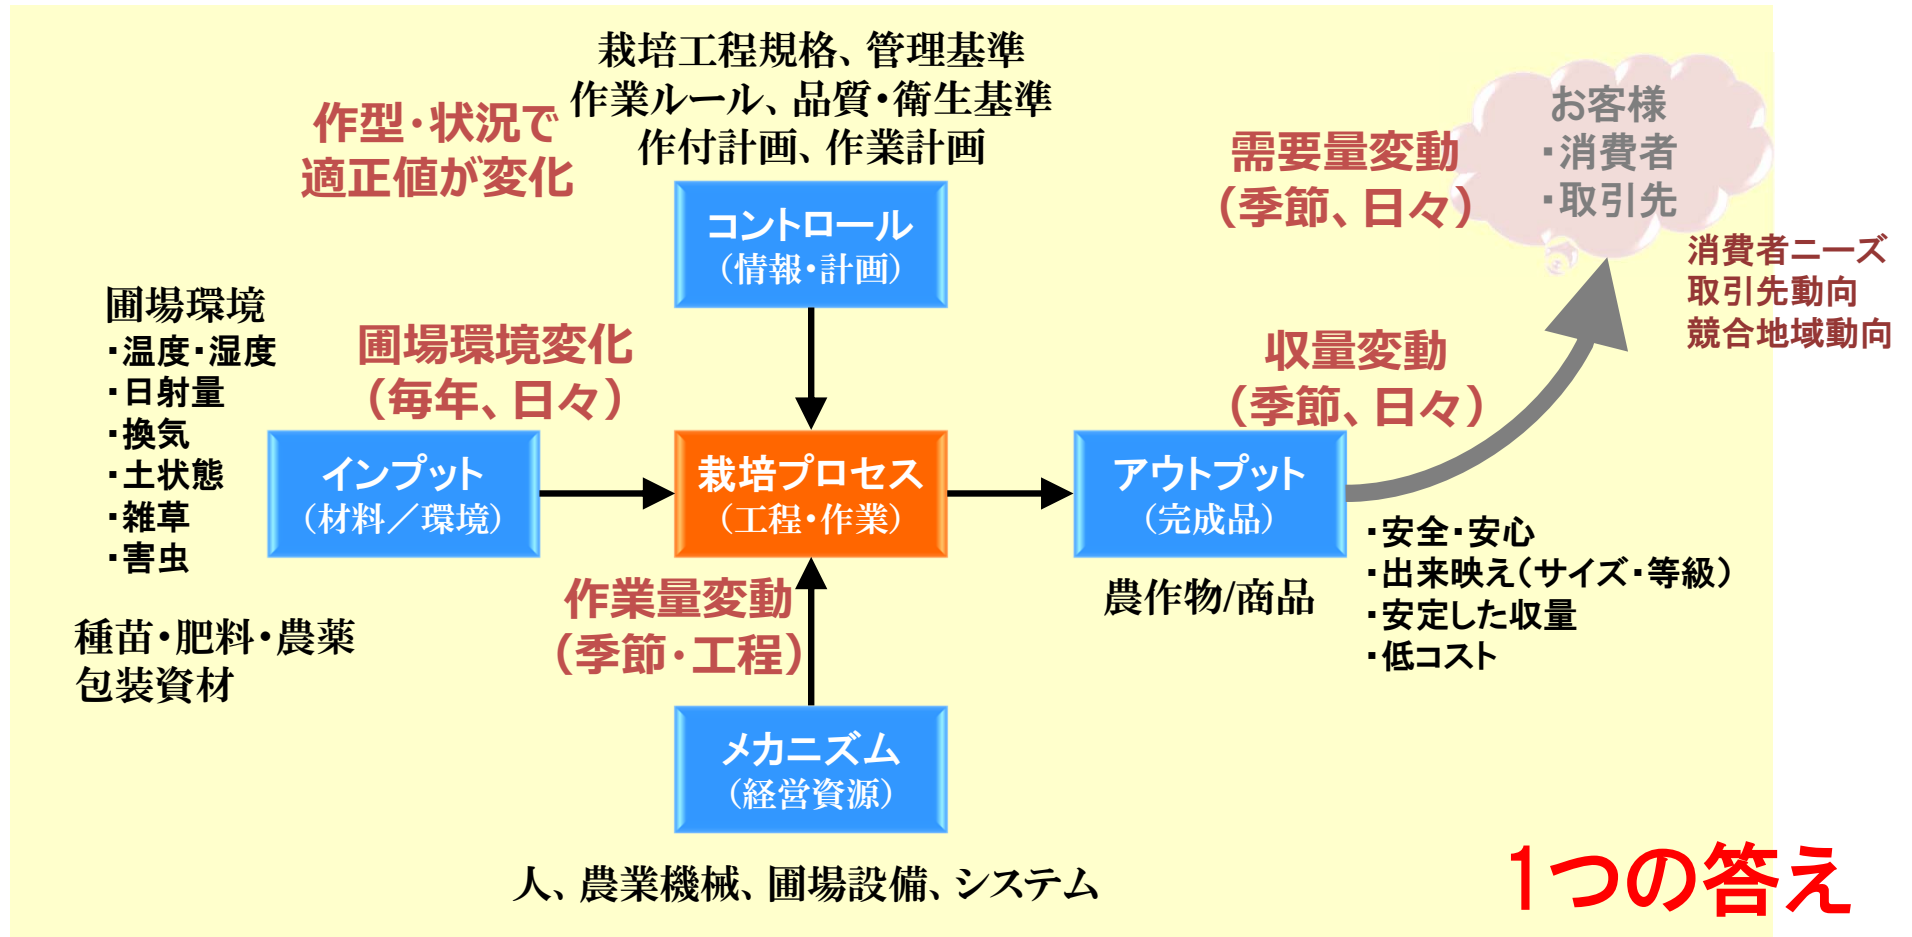 栽培工程規格、管理基準
作業ルール、品質・衛生基準
作付計画、作業計画
作型・状況で
適正値が変化
コントロール
（情報・計画）
需要量変動
（季節、日々）
お客様
・消費者
・取引先
消費者ニーズ
取引先動向
競合地域動向
圃場環境
・温度・湿度
・日射量
・換気
・土状態
・雑草
・害虫
圃場環境変化
（毎年、日々）
収量変動
（季節、日々）
インプット
（材料／環境）
栽培プロセス
（工程・作業）
アウトプット
（完成品）
種苗・肥料・農薬
包装資材
作業量変動
（季節・工程）
農作物/商品
・安全・安心
・出来映え（サイズ・等級）
・安定した収量
・低コスト
メカニズム
（経営資源）
人、農業機械、圃場設備、システム
1つの答え